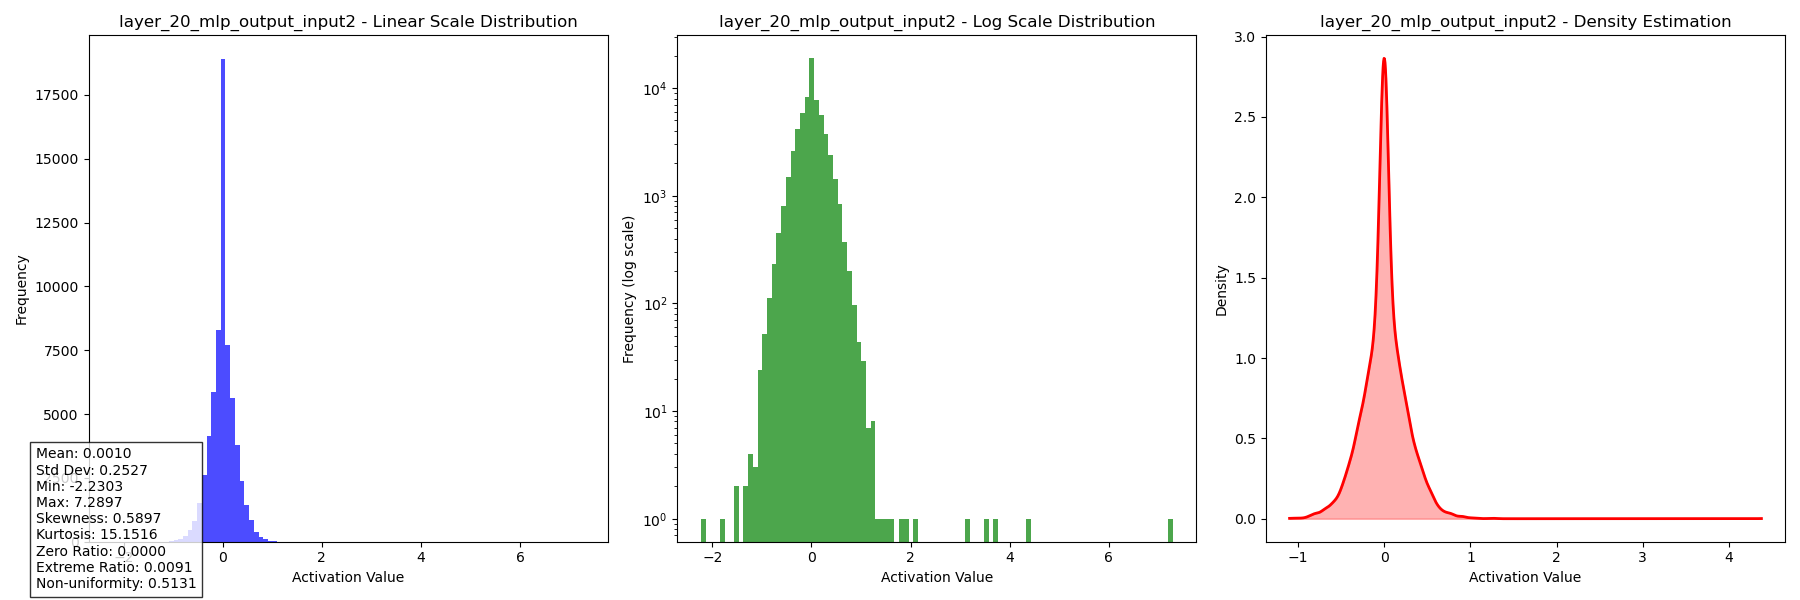 layer_20_mlp_output_input2 - Linear Scale Distribution
17500
15000
12500
10000
7500
5000
Frequency
0
2
4
6
Activation Value
Mean: 0.0010
Std Dev: 0.2527
Min: -2.2303
Max: 7.2897
Skewness: 0.5897
Kurtosis: 15.1516
Zero Ratio: 0.0000
Extreme Ratio: 0.0091
Non-uniformity: 0.5131
layer_20_mlp_output_input2 - Log Scale Distribution
10⁴
10³
10²
10¹
10⁰
Frequency (log scale)
−2
0
2
4
6
Activation Value
layer_20_mlp_output_input2 - Density Estimation
3.0
2.5
2.0
1.5
1.0
0.5
0.0
Density
−1
0
1
2
3
4
Activation Value